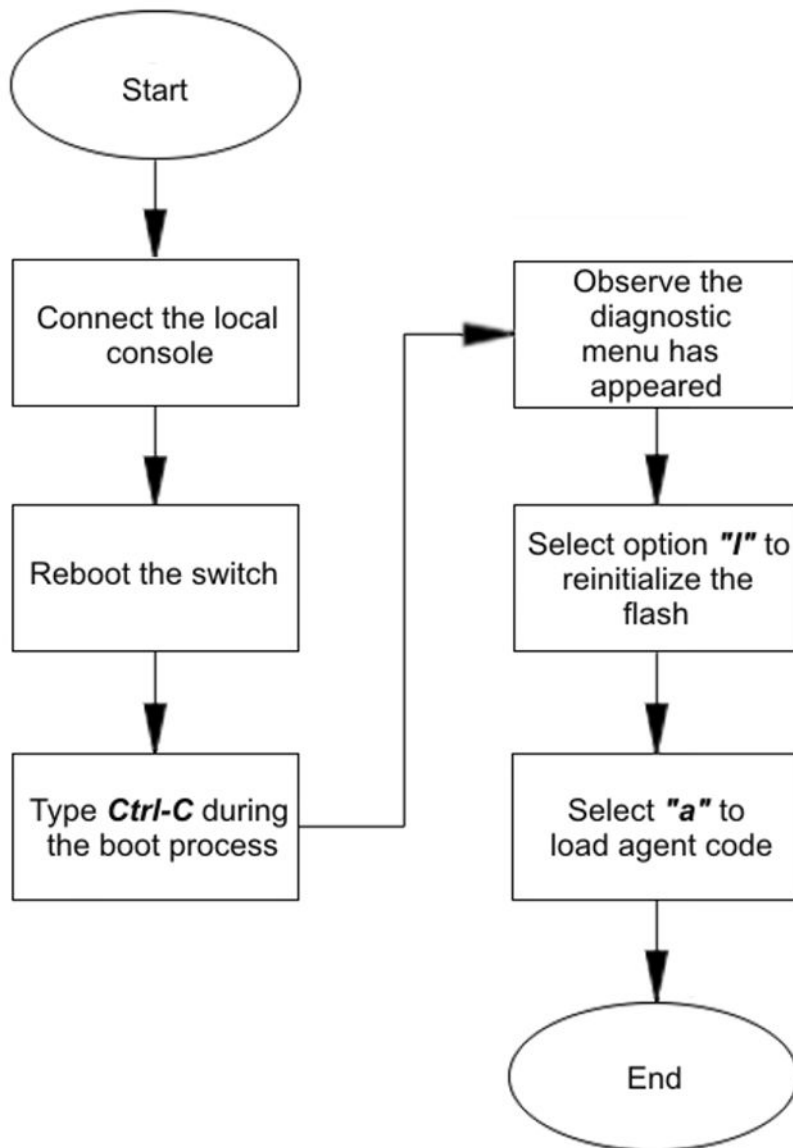 Start
Connect the local
console
Reboot the switch
Type Ctrl-C during
the boot process
Observe the
diagnostic
menu has
appeared
Select option "I" to
reinitialize the
flash
Select "a" to
load agent code
End